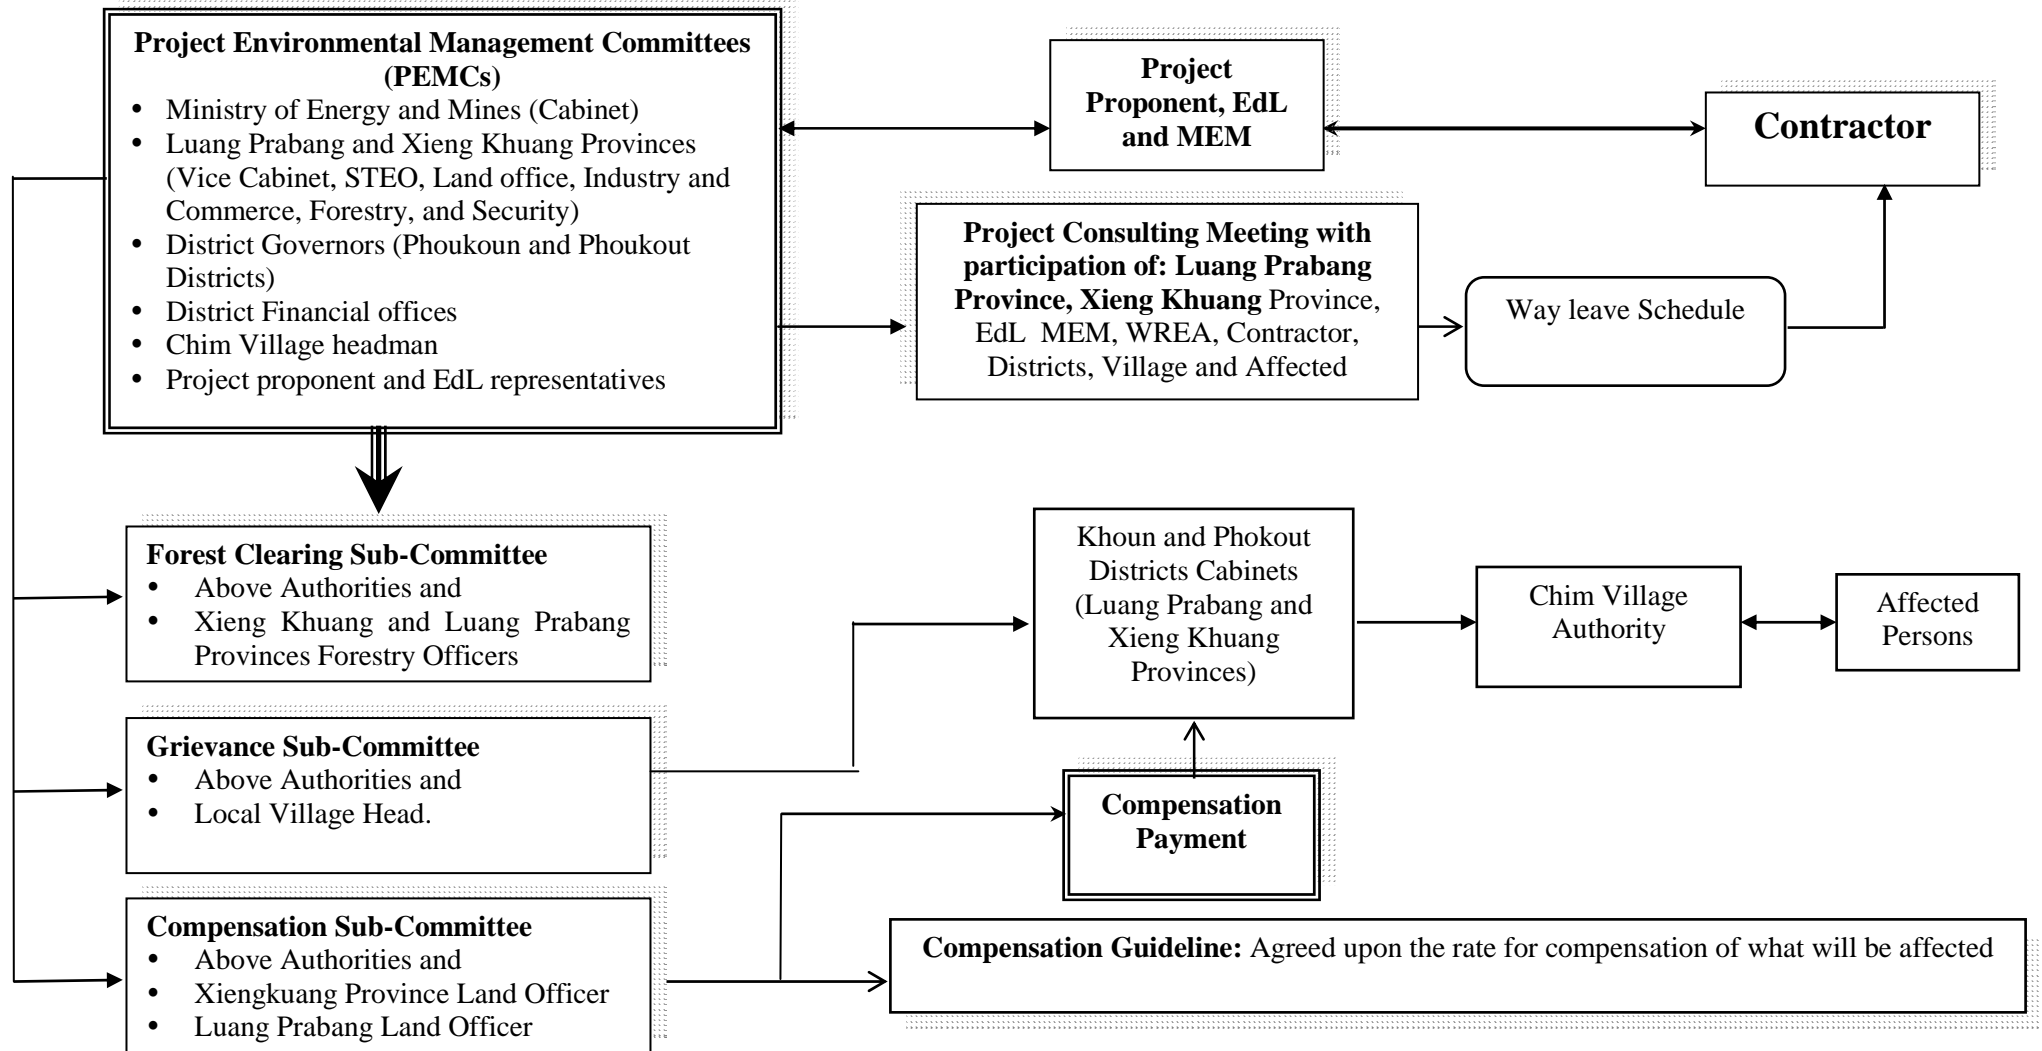 Project Environmental Management Committees
(PEMCs)
• Ministry of Energy and Mines (Cabinet)
• Luang Prabang and Xieng Khuang Provinces
(Vice Cabinet, STEO, Land office, Industry and
Commerce, Forestry, and Security)
• District Governors (Phoukoun and Phoukout
Districts)
• District Financial offices
• Chim Village headman
• Project proponent and EdL representatives
Project
Proponent, EdL
and MEM
Contractor
Project Consulting Meeting with
participation of: Luang Prabang
Province, Xieng Khuang Province,
EdL MEM, WREA, Contractor,
Districts, Village and Affected
Way leave Schedule
Forest Clearing Sub-Committee
• Above Authorities and
• Xieng Khuang and Luang Prabang
Provinces Forestry Officers
Khoun and Phokout
Districts Cabinets
(Luang Prabang and
Xieng Khuang
Provinces)
Chim Village
Authority
Affected
Persons
Grievance Sub-Committee
• Above Authorities and
• Local Village Head.
Compensation
Payment
Compensation Sub-Committee
• Above Authorities and
• Xiengkuang Province Land Officer
• Luang Prabang Land Officer
Compensation Guideline: Agreed upon the rate for compensation of what will be affected